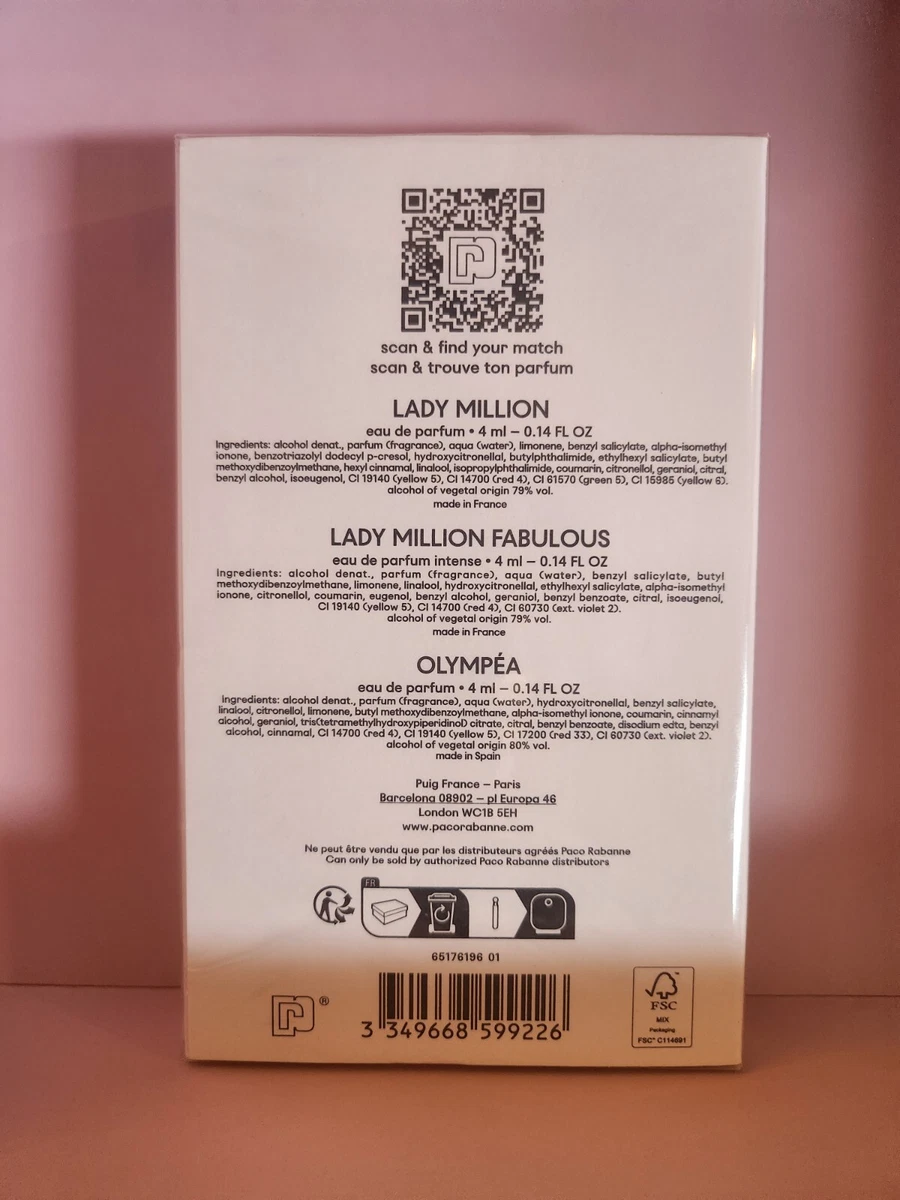 scan & find your match
scan & trouve ton parfum
LADY MILLION
eau de parfum • 4 ml – 0.14 FL OZ
Ingredients: alcohol denat., parfum (fragrance), aqua (water), limonene, benzyl salicylate, alpha-isomethyl
ionone, benzotriazolyl dodecyl p-cresol, hydroxycitronellal, butylphthalimide, ethylhexyl salicylate, butyl
methoxydibenzoylmethane, hexyl cinnamal, linalool, isopropylphthalimide, coumarin, citronellol, geraniol, citral,
benzyl alcohol, isoeugenol, CI 19140 (yellow 5), CI 14700 (red 4), CI 61570 (green 5), CI 15985 (yellow 6).
alcohol of vegetal origin 79% vol.
made in France
LADY MILLION FABULOUS
eau de parfum intense • 4 ml – 0.14 FL OZ
Ingredients: alcohol denat., parfum (fragrance), aqua (water), benzyl salicylate, butyl
methoxydibenzoylmethane, limonene, linalool, hydroxycitronellal, ethylhexyl salicylate, alpha-isomethyl
ionone, citronellol, coumarin, eugenol, benzyl alcohol, geraniol, benzyl benzoate, citral, isoeugenol,
CI 19140 (yellow 5), CI 14700 (red 4), CI 60730 (ext. violet 2).
alcohol of vegetal origin 79% vol.
made in France
OLYMPÉA
eau de parfum • 4 ml – 0.14 FL OZ
Ingredients: alcohol denat., parfum (fragrance), aqua (water), hydroxycitronellal, benzyl salicylate,
linalool, citronellol, limonene, butyl methoxydibenzoylmethane, alpha-isomethyl ionone, coumarin, cinnamyl
alcohol, geraniol, tris(tetramethylhydroxypiperidinol) citrate, citral, benzyl benzoate, disodium edta, benzyl
alcohol, cinnamal, CI 14700 (red 4), CI 19140 (yellow 5), CI 17200 (red 33), CI 60730 (ext. violet 2).
alcohol of vegetal origin 80% vol.
made in Spain
Puig France – Paris
Barcelona 08902 – pl Europa 46
London WC1B 5EH
www.pacorabanne.com
Ne peut être vendu que par les distributeurs agréés Paco Rabanne
Can only be sold by authorized Paco Rabanne distributors
FR
65176196 01
®
3 349668 599226
FSC™
MIX
Packaging
FSC® C114691